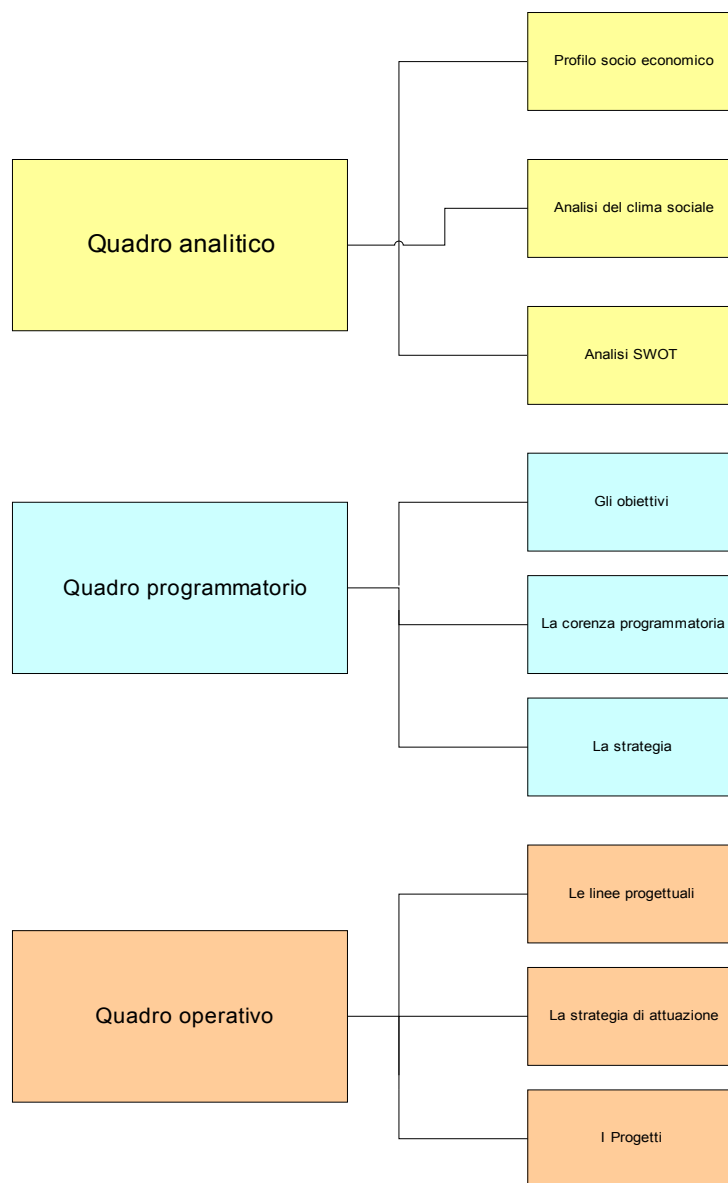 Quadro analitico
Profilo socio economico
Analisi del clima sociale
Analisi SWOT
Quadro programmatorio
Gli obiettivi
La corenza programmatoria
La strategia
Quadro operativo
Le linee progettuali
La strategia di attuazione
I Progetti